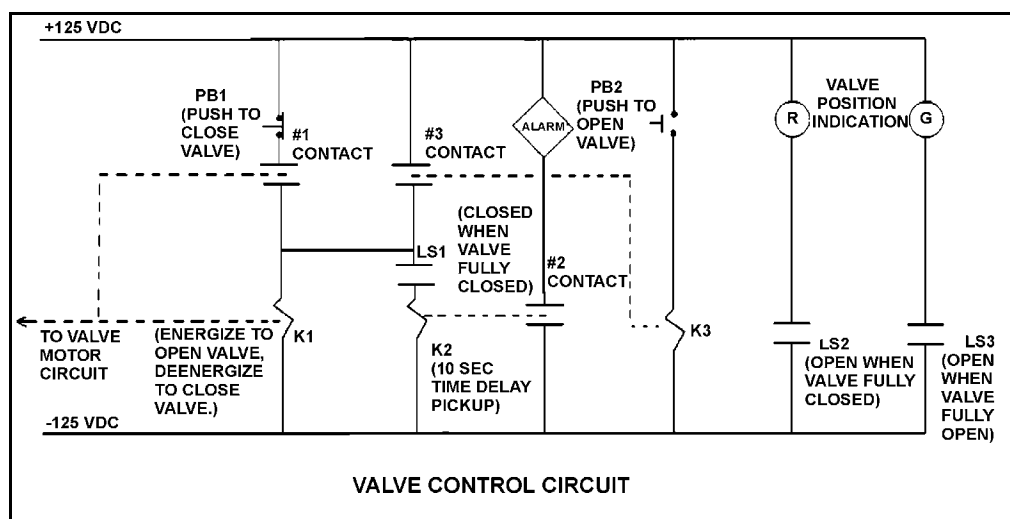 +125 VDC
PB1
(PUSH TO
CLOSE
VALVE)
#1
CONTACT
#3
CONTACT
ALARM
PB2
(PUSH TO
OPEN
VALVE)
VALVE
POSITION
INDICATION
R
G
LS1
(CLOSED
WHEN
VALVE
FULLY
CLOSED)
#2
CONTACT
TO VALVE
MOTOR
CIRCUIT
(ENERGIZE TO
OPEN VALVE,
DEENERGIZE
TO CLOSE
VALVE.)
K1
K2
(10 SEC
TIME DELAY
PICKUP)
K3
LS2
(OPEN WHEN
VALVE FULLY
CLOSED)
LS3
(OPEN
WHEN
VALVE
FULLY
OPEN)
-125 VDC
VALVE CONTROL CIRCUIT